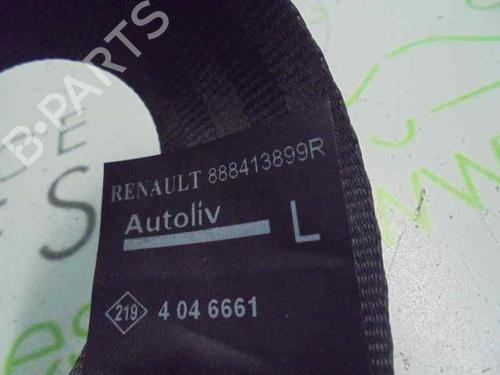 B-PARTS
RENAULT 888413899R
Autoliv
L
219 4 04 6661